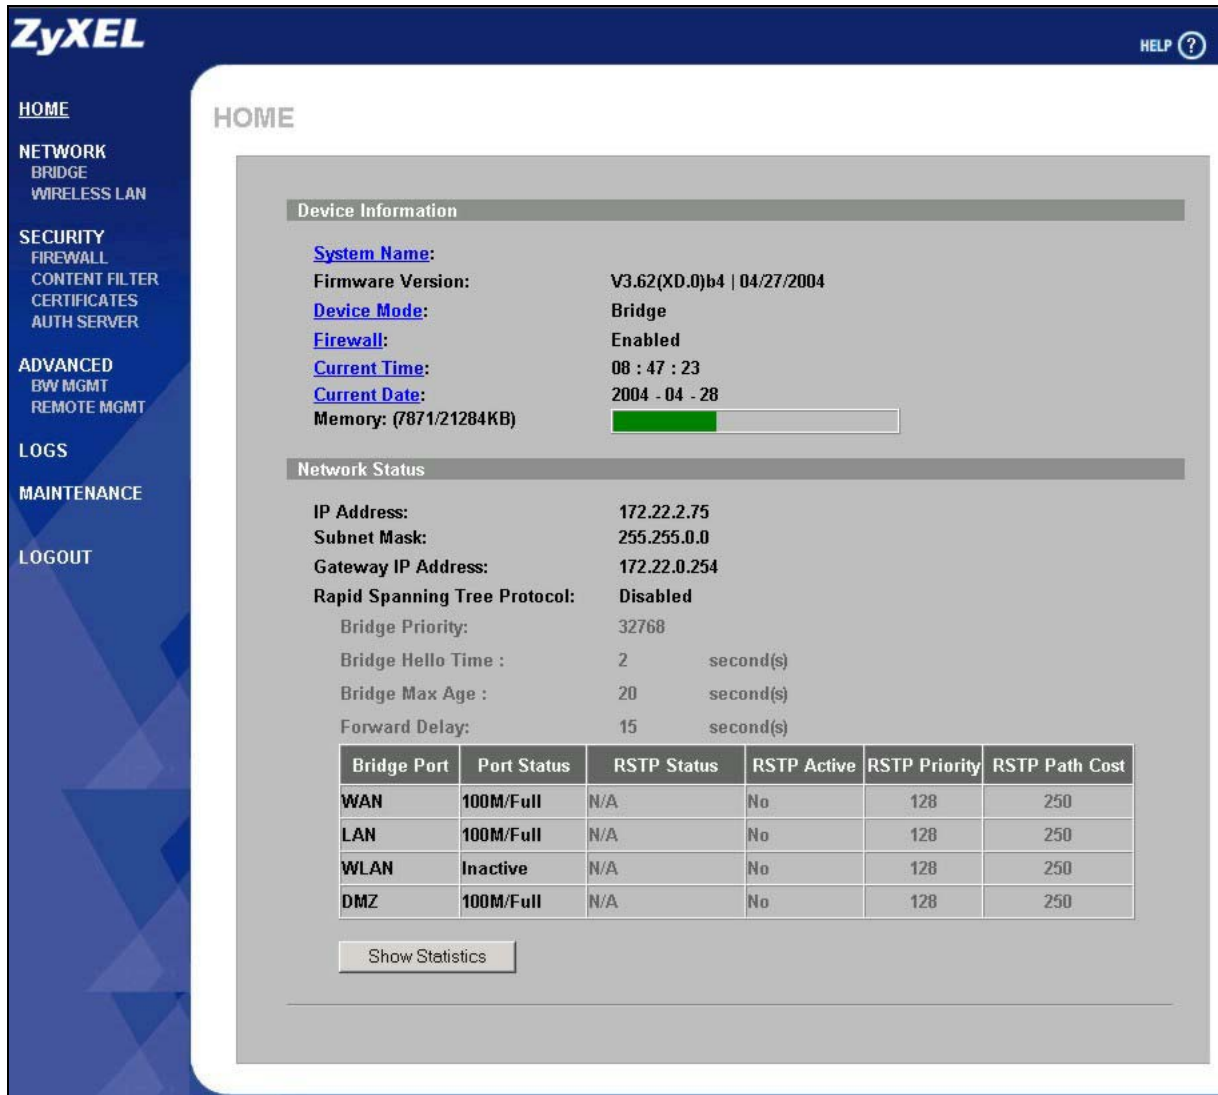 ZyXEL
HELP ?
HOME
NETWORK
BRIDGE
WIRELESS LAN
SECURITY
FIREWALL
CONTENT FILTER
CERTIFICATES
AUTH SERVER
ADVANCED
BW MGMT
REMOTE MGMT
LOGS
MAINTENANCE
LOGOUT
HOME
Device Information
System Name:
Firmware Version: V3.62(XD.0)b4 | 04/27/2004
Device Mode: Bridge
Firewall: Enabled
Current Time: 08 : 47 : 23
Current Date: 2004 - 04 - 28
Memory: (7871/21284KB)
Network Status
IP Address: 172.22.2.75
Subnet Mask: 255.255.0.0
Gateway IP Address: 172.22.0.254
Rapid Spanning Tree Protocol: Disabled
Bridge Priority: 32768
Bridge Hello Time : 2 second(s)
Bridge Max Age : 20 second(s)
Forward Delay: 15 second(s)
Bridge Port Port Status RSTP Status RSTP Active RSTP Priority RSTP Path Cost
WAN 100M/Full N/A No 128 250
LAN 100M/Full N/A No 128 250
WLAN Inactive N/A No 128 250
DMZ 100M/Full N/A No 128 250
Show Statistics